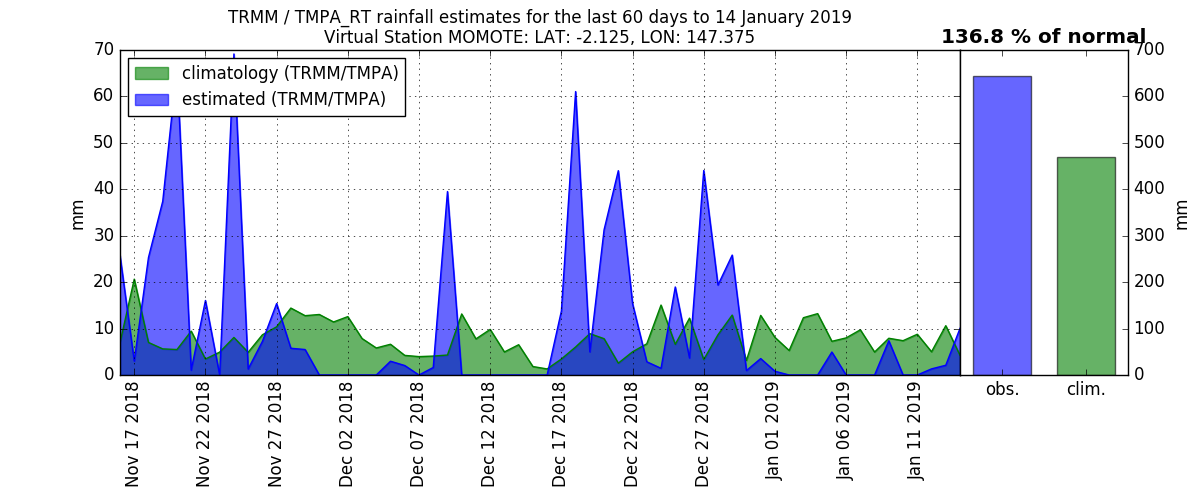 TRMM / TMPA_RT rainfall estimates for the last 60 days to 14 January 2019
Virtual Station MOMOTE: LAT: -2.125, LON: 147.375
136.8 % of normal
climatology (TRMM/TMPA)
estimated (TRMM/TMPA)
70
60
50
40
30
20
10
0
mm
Nov 17 2018
Nov 22 2018
Nov 27 2018
Dec 02 2018
Dec 07 2018
Dec 12 2018
Dec 17 2018
Dec 22 2018
Dec 27 2018
Jan 01 2019
Jan 06 2019
Jan 11 2019
obs.
clim.
700
600
500
400
300
200
100
0
mm